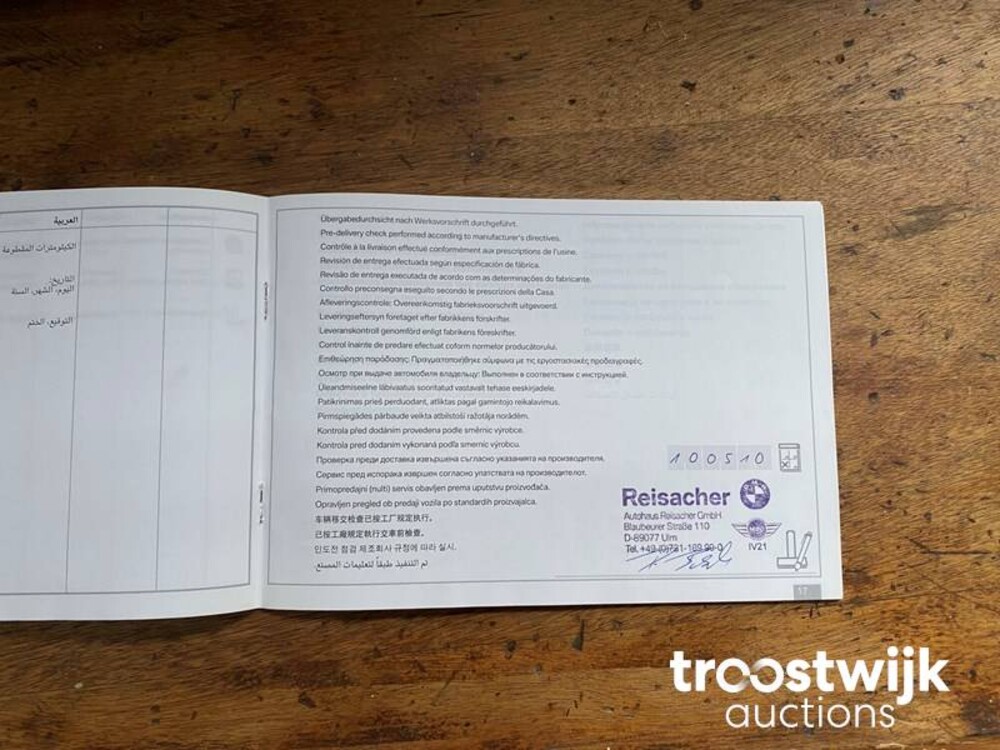 العربية
الكيلومترات المقطوعة
التاريخ:
اليوم، الشهر، السنة
التوقيع، الختم
Übergabedurchsicht nach Werksvorschrift durchgeführt.
Pre-delivery check performed according to manufacturer's directives.
Contrôle à la livraison effectué conformément aux prescriptions de l'usine.
Revisión de entrega efectuada según especificación de fábrica.
Revisão de entrega executada de acordo com as determinações do fabricante.
Controllo preconsegna eseguito secondo le prescrizioni della Casa.
Afleveringscontrole: Overeenkomstig fabrieksvoorschrift uitgevoerd.
Leveringseftersyn foretaget efter fabrikkens forskrifter.
Leveranskontroll genomförd enligt fabrikens föreskrifter.
Control înainte de predare efectuat coform normelor producătorului.
Επιθεώρηση παράδοσης: Πραγματοποιήθηκε σύμφωνα με τις εργοστασιακές προδιαγραφές.
Осмотр при выдаче автомобиля владельцу: Выполнен в соответствии с инструкцией.
Üleandmiseelne läbivaatus sooritatud vastavalt tehase eeskirjadele.
Patikrinimas prieš perduodant, atliktas pagal gamintojo reikalavimus.
Pirmspiegādes pārbaude veikta atbilstoši ražotāja norādēm.
Kontrola před dodáním provedena podle směrnic výrobce.
Kontrola pred dodaním vykonaná podľa smerníc výrobcu.
Проверка преди доставка извършена съгласно указанията на производителя.
Сервис пред испорака извршен согласно упатствата на производителот.
Primopredajni (nulti) servis obavljen prema uputstvu proizvođača.
Opravljen pregled ob predaji vozila po standardih proizvajalca.
车辆移交检查已按工厂规定执行。
已按工廠規定執行交車前檢查。
인도전 점검 제조회사 규정에 따라 실시.
تم التنفيذ طبقاً لتعليمات المصنع.
100510
Reisacher
Autohaus Reisacher GmbH
Blaubeurer Straße 110
D-89077 Ulm
Tel. +49 (0)731-109 99-0
IV21
17
troostwijk
auctions